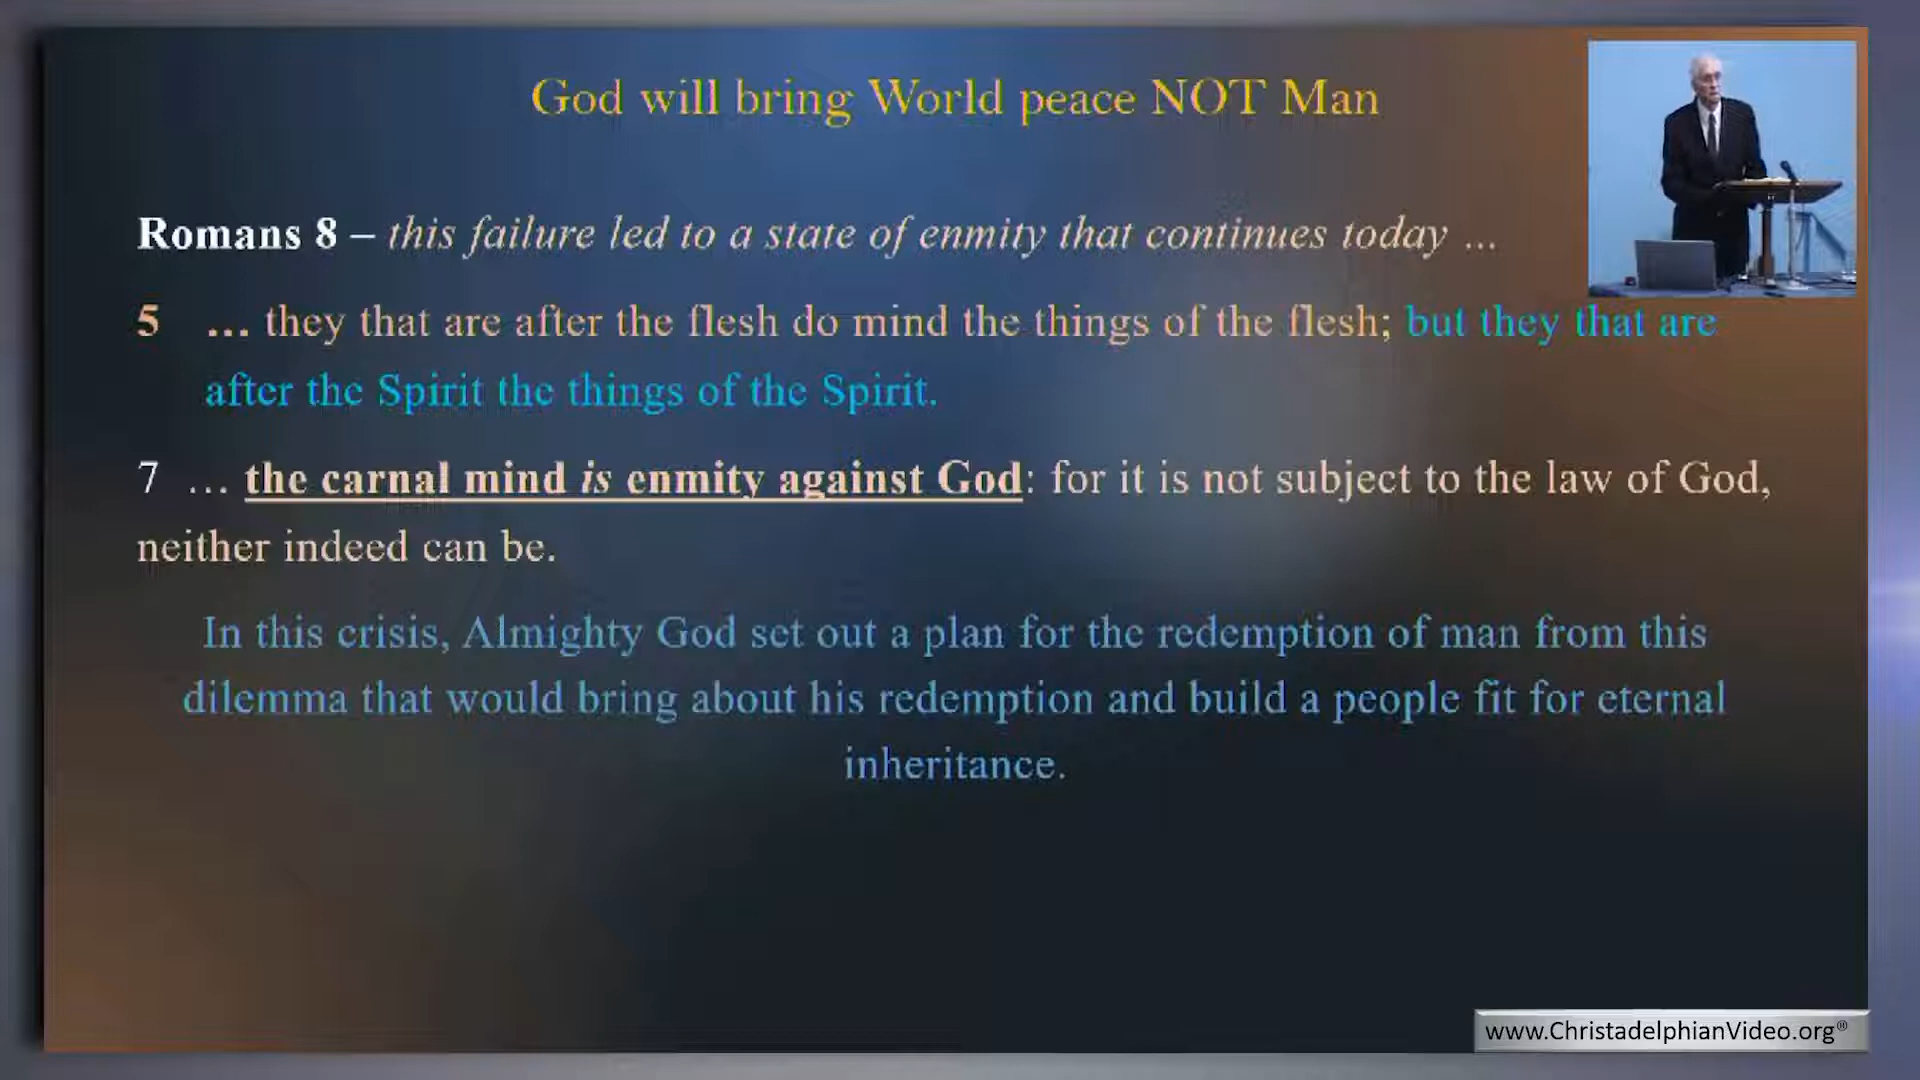 God will bring World peace NOT Man
Romans 8 – this failure led to a state of enmity that continues today ...
5 ... they that are after the flesh do mind the things of the flesh; but they that are
after the Spirit the things of the Spirit.
7 ... the carnal mind is enmity against God: for it is not subject to the law of God,
neither indeed can be.
In this crisis, Almighty God set out a plan for the redemption of man from this
dilemma that would bring about his redemption and build a people fit for eternal
inheritance.
www.ChristadelphianVideo.org®